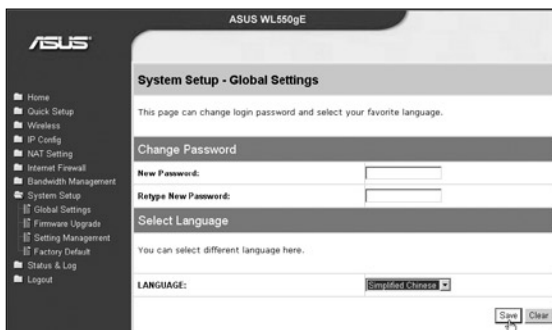 ASUS WL550gE
ASUS
Home
Quick Setup
Wireless
IP Config
NAT Setting
Internet Firewall
Bandwidth Management
System Setup
Global Settings
Firmware Upgrade
Setting Management
Factory Default
Status & Log
Logout
System Setup - Global Settings
This page can change login password and select your favorite language.
Change Password
New Password:
Retype New Password:
Select Language
You can select different language here.
LANGUAGE: Simplified Chinese
Save Clear